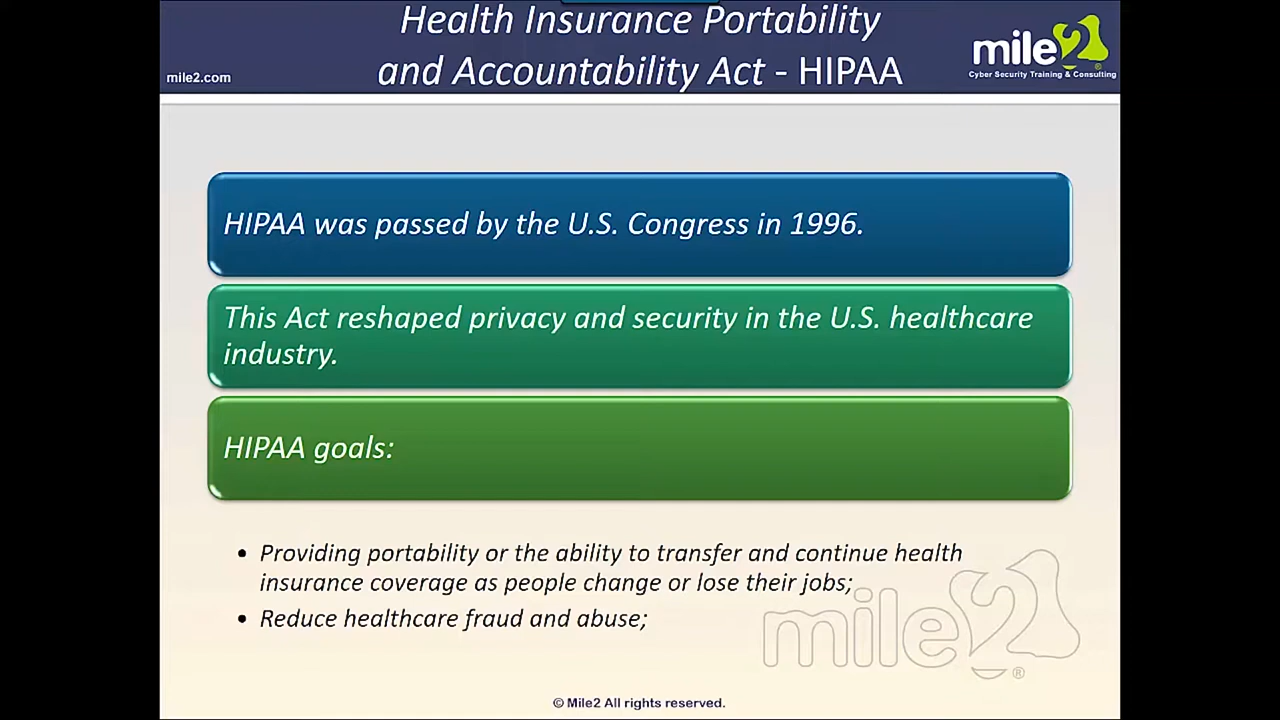 Health Insurance Portability
and Accountability Act - HIPAA
mile2.com
mile2
Cyber Security Training & Consulting
HIPAA was passed by the U.S. Congress in 1996.
This Act reshaped privacy and security in the U.S. healthcare
industry.
HIPAA goals:
• Providing portability or the ability to transfer and continue health
insurance coverage as people change or lose their jobs;
• Reduce healthcare fraud and abuse;
mile2®
© Mile2 All rights reserved.